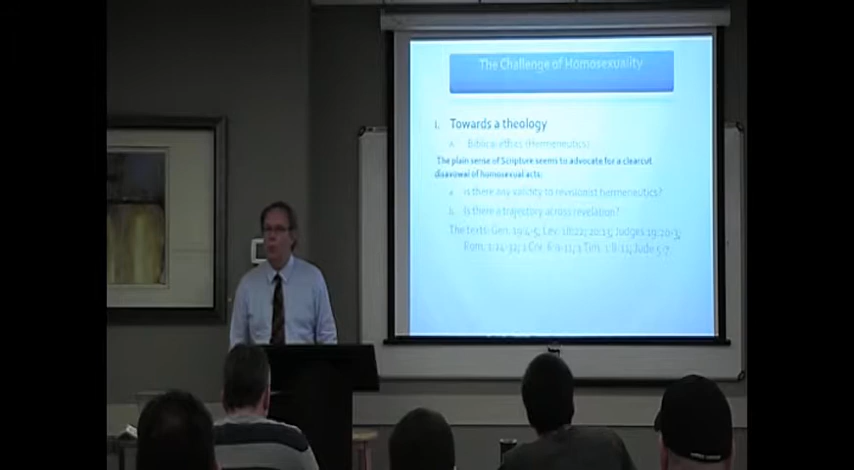 The Challenge of Homosexuality
I. Towards a theology
a. Biblical ethics (Hermeneutics)
The plain sense of Scripture seems to advocate for a clearcut
disavowal of homosexual acts;
a. Is there any validity to revisionist hermeneutics?
b. Is there a trajectory across revelation?
The texts: Gen. 19:4-5; Lev. 18:22; 20:13; Judges 19:20-3;
Rom. 1:24-32; 1 Cor. 6:9-11; 1 Tim. 1:8-11; Jude 5-7